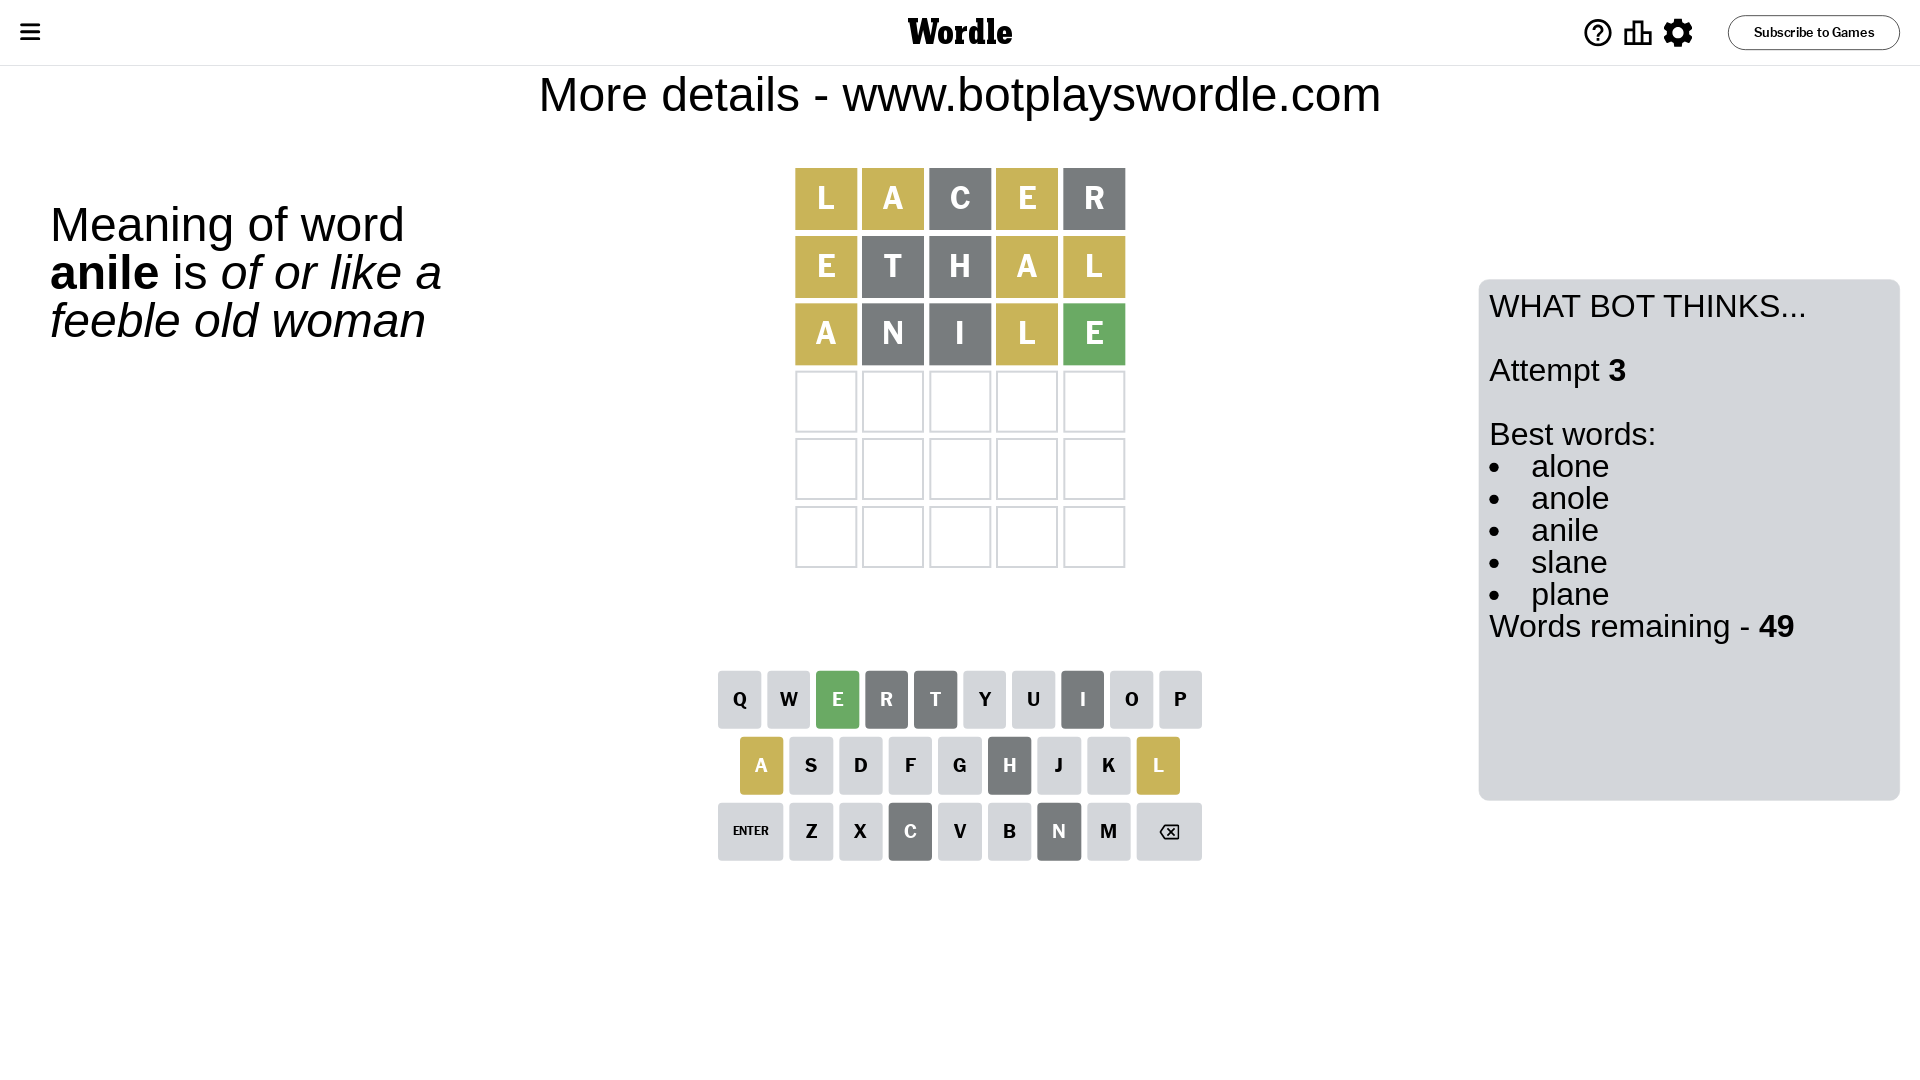 Wordle
Subscribe to Games
More details - www.botplayswordle.com
Meaning of word
anile is of or like a
feeble old woman
L A C E R
E T H A L
A N I L E
WHAT BOT THINKS...
Attempt 3
Best words:
• alone
• anole
• anile
• slane
• plane
Words remaining - 49
Q W E R T Y U I O P
A S D F G H J K L
ENTER Z X C V B N M